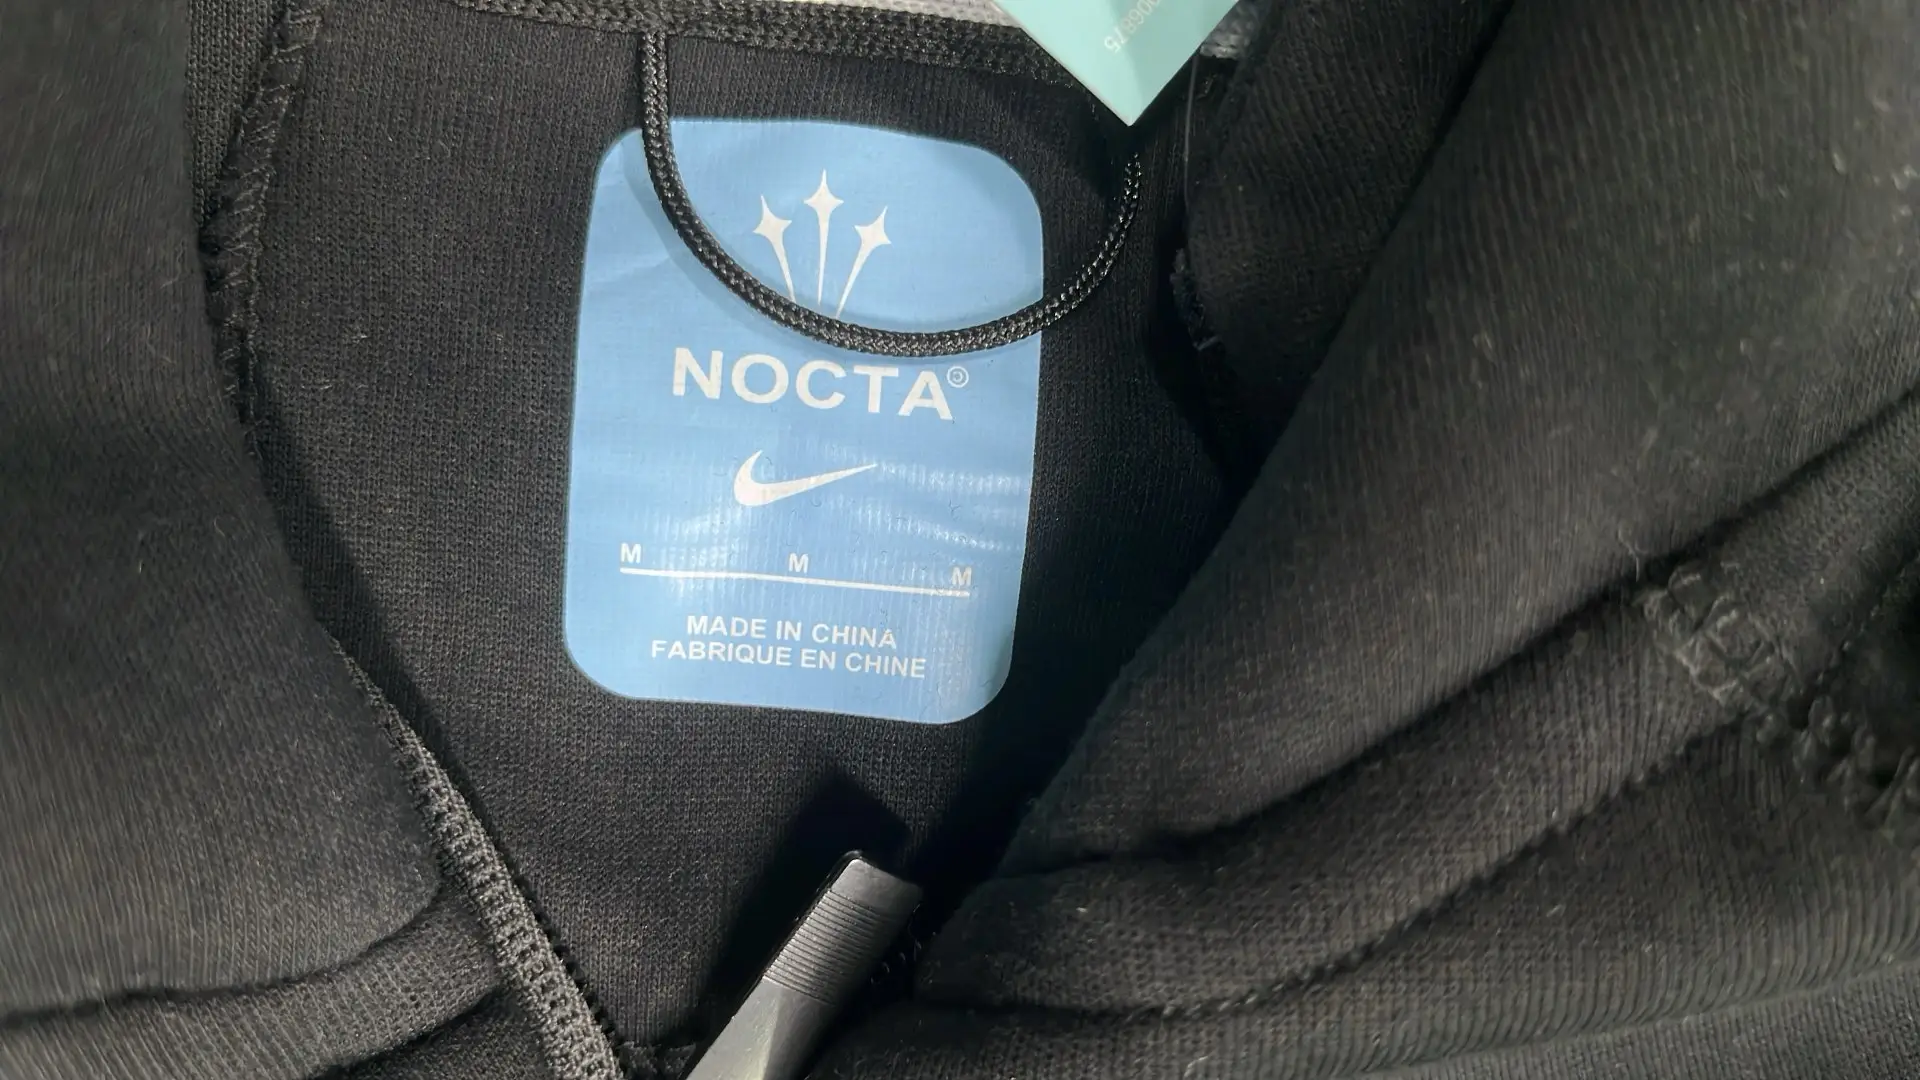 NOCTA©
M M M
MADE IN CHINA
FABRIQUE EN CHINE